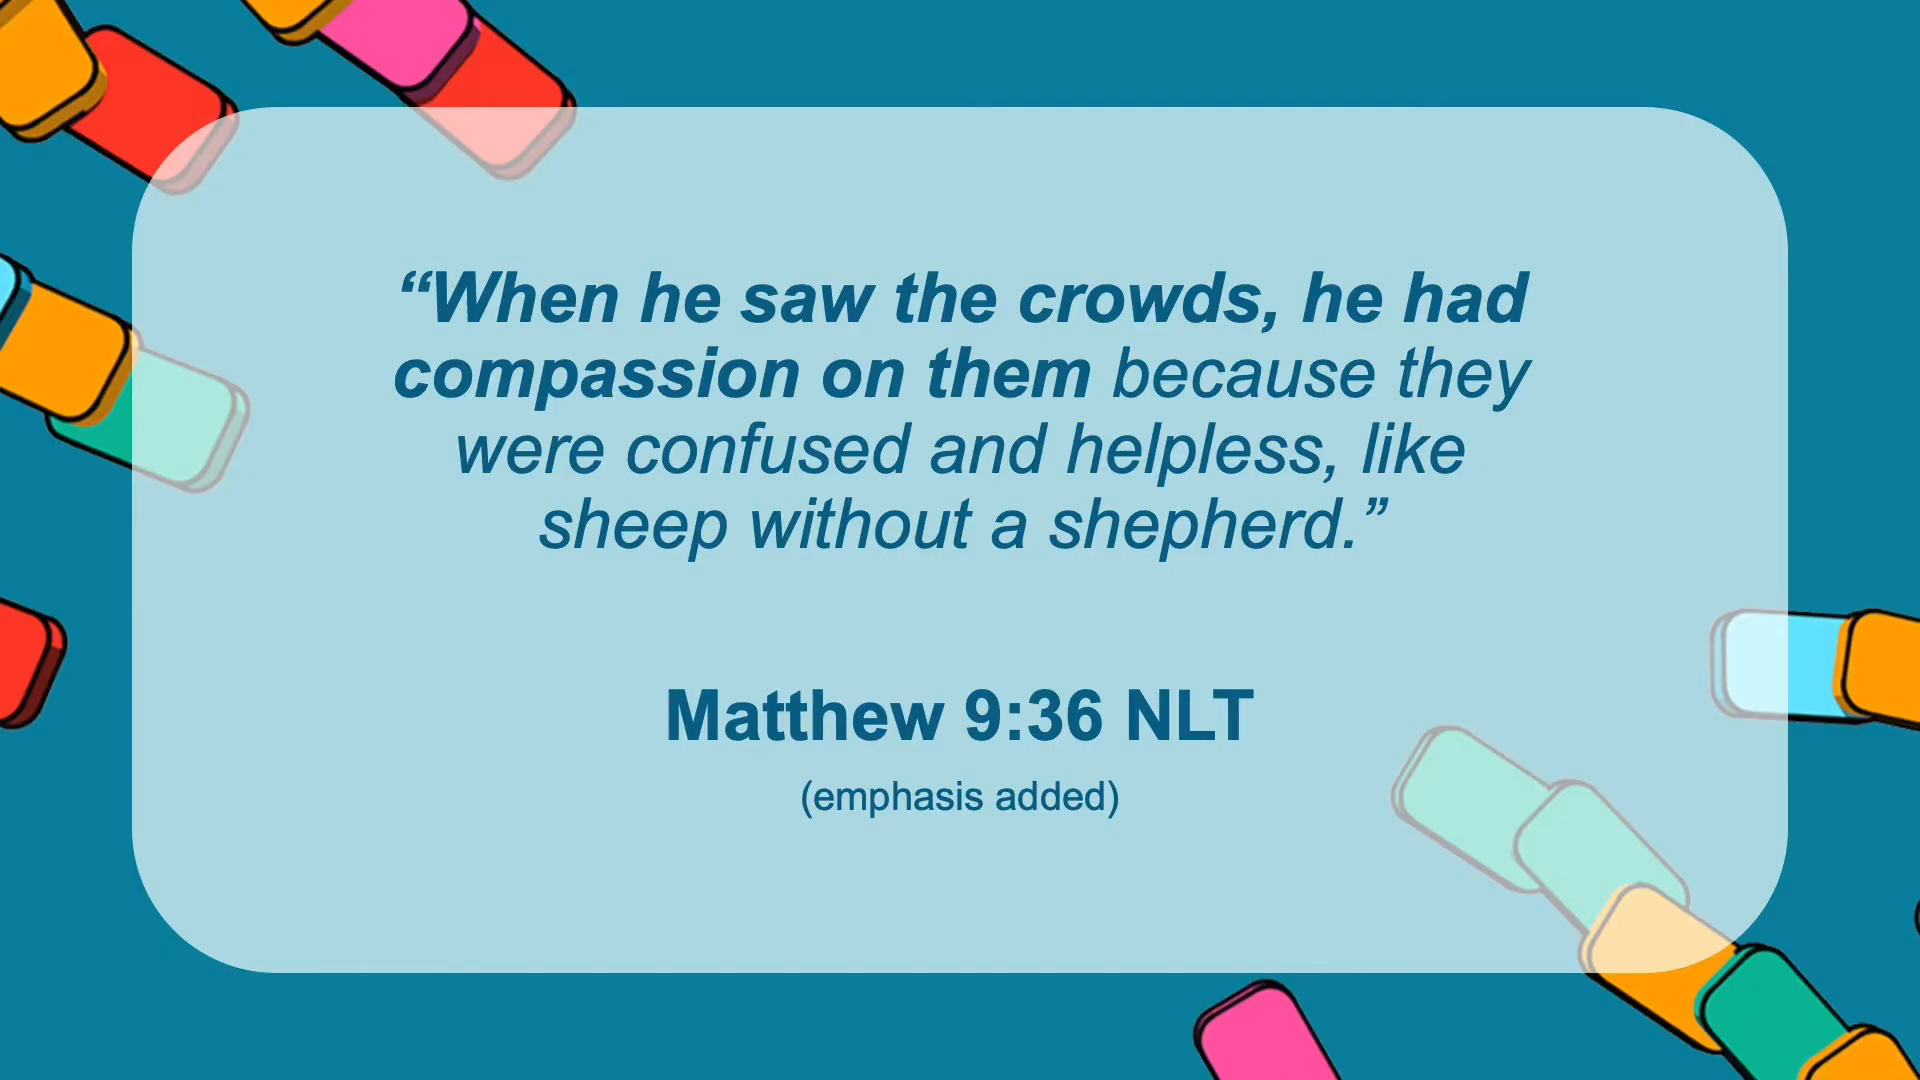 “When he saw the crowds, he had
compassion on them because they
were confused and helpless, like
sheep without a shepherd.”
Matthew 9:36 NLT
(emphasis added)